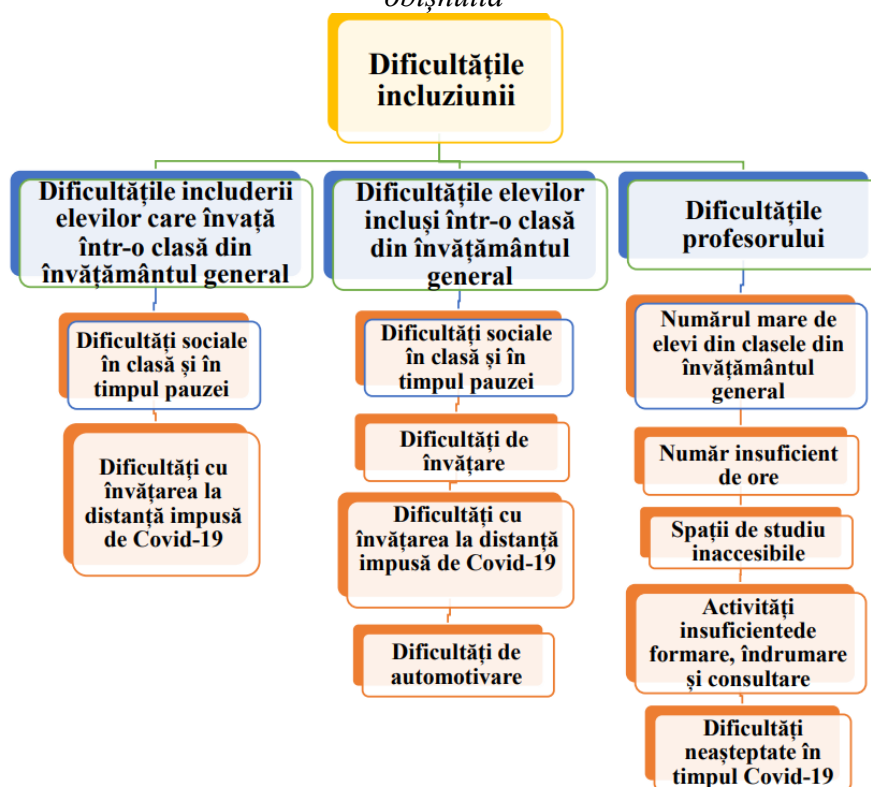 obișnuită
Dificultățile
incluziunii
Dificultățile includerii
elevilor care învață
într-o clasă din
învățământul general
Dificultăți sociale
în clasă și în
timpul pauzei
Dificultăți cu
învățarea la
distanță impusă
de Covid-19
Dificultățile elevilor
incluși într-o clasă
din învățământul
general
Dificultăți sociale
în clasă și în
timpul pauzei
Dificultăți de
învățare
Dificultăți cu
învățarea la distanță
impusă de Covid-19
Dificultăți de
automotivare
Dificultățile
profesorului
Numărul mare de
elevi din clasele din
învățământul
general
Număr insuficient
de ore
Spații de studiu
inaccesibile
Activități
insuficientede
formare, îndrumare
și consultare
Dificultăți
neașteptate în
timpul Covid-19